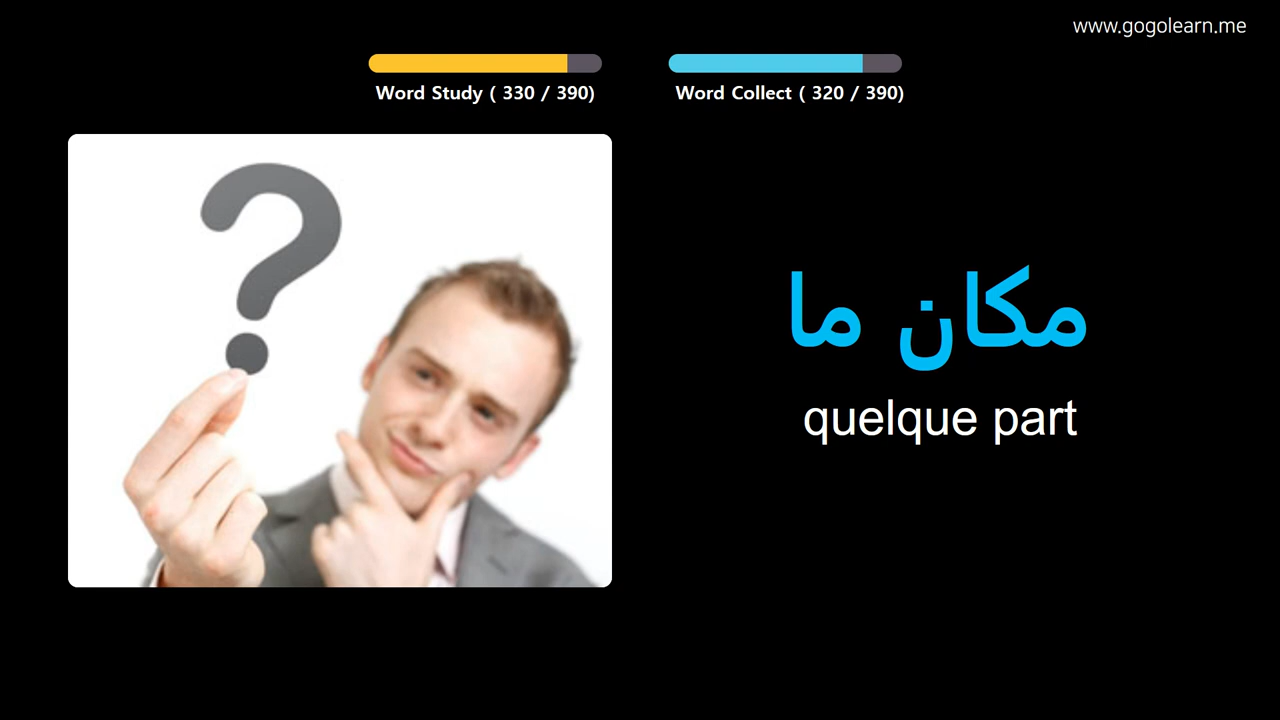 www.gogolearn.me
Word Study ( 330 / 390)
Word Collect ( 320 / 390)
مكان ما
quelque part